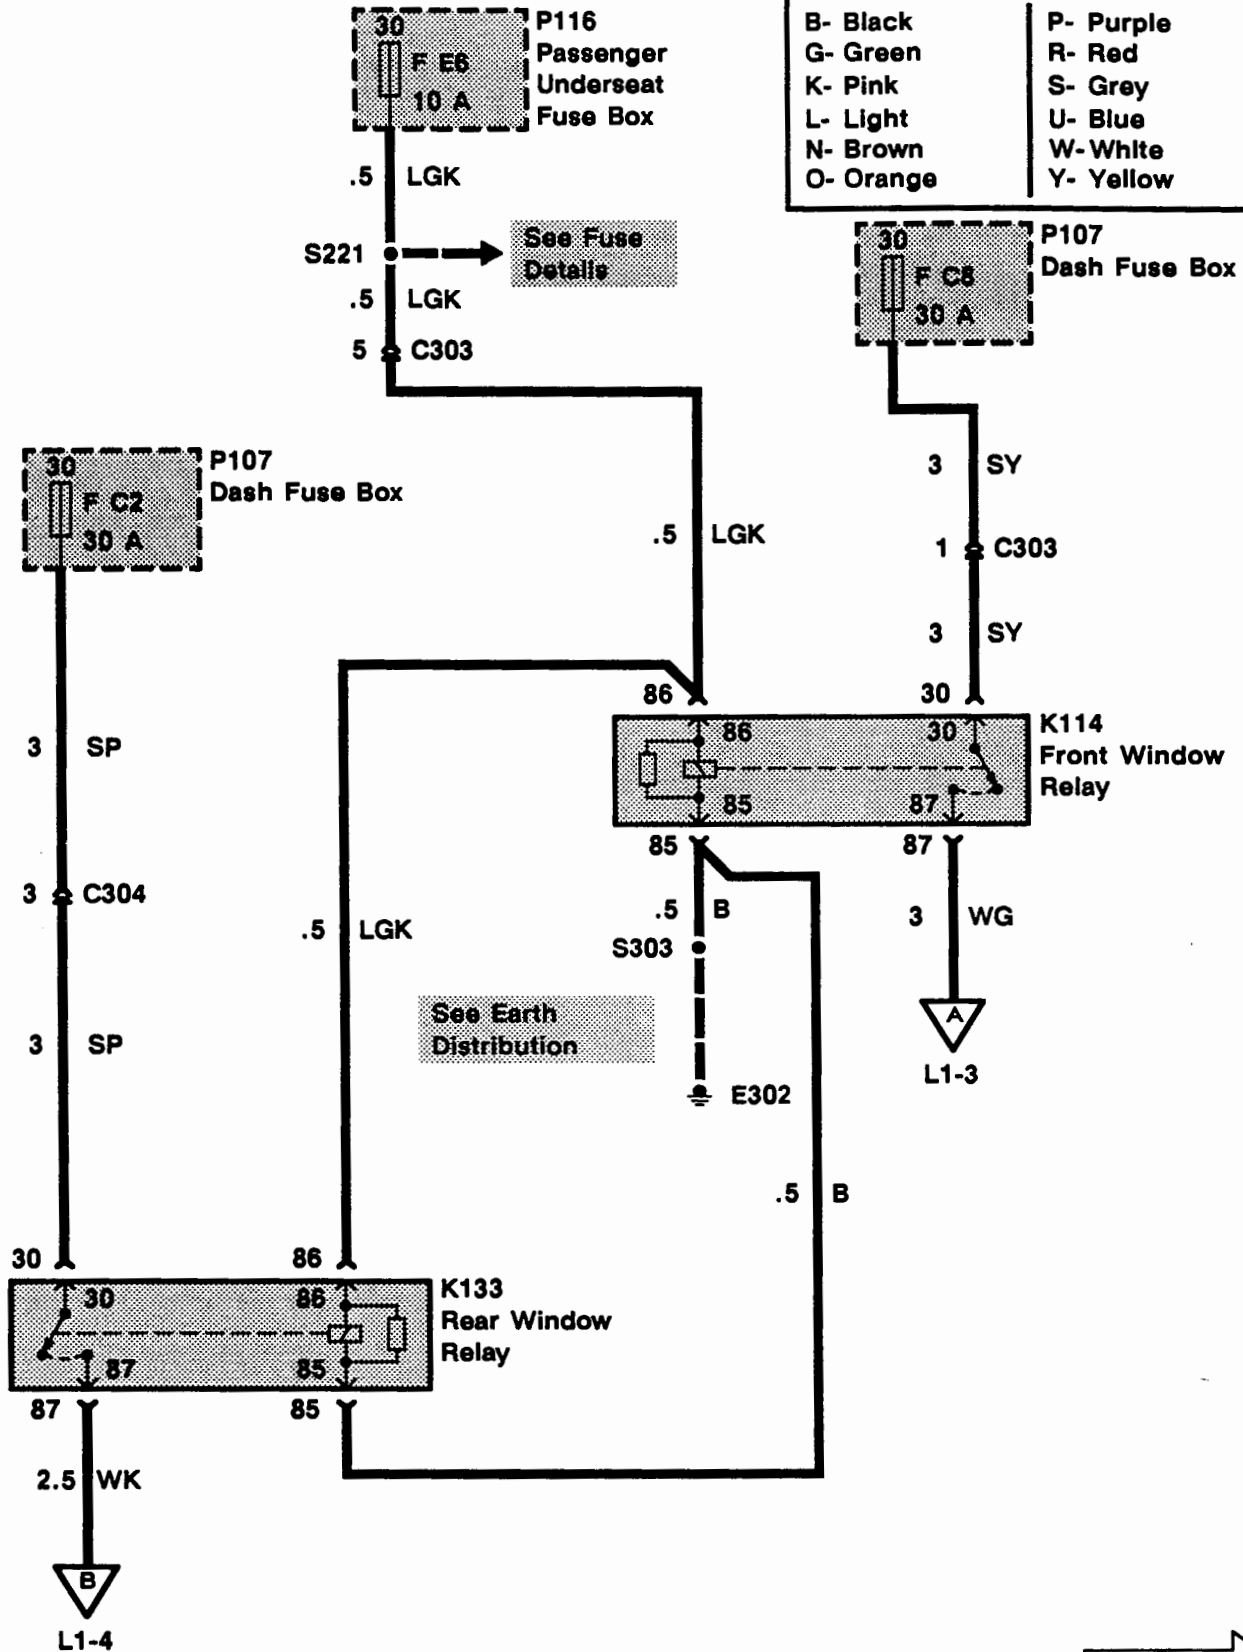 30
F E6
10 A
P116
Passenger
Underseat
Fuse Box
B- Black
G- Green
K- Pink
L- Light
N- Brown
O- Orange
P- Purple
R- Red
S- Grey
U- Blue
W- White
Y- Yellow
.5 LGK
S221
See Fuse
Details
.5 LGK
5 C303
30
F C8
30 A
P107
Dash Fuse Box
30
F C2
30 A
P107
Dash Fuse Box
3 SY
.5 LGK
1 C303
3 SY
86
30
3 SP
86
30
85
87
K114
Front Window
Relay
85
87
3 C304
.5 LGK
.5 B
S303
3 WG
See Earth
Distribution
A
L1-3
3 SP
E302
.5 B
30
86
30
86
87
85
K133
Rear Window
Relay
87
85
2.5 WK
B
L1-4